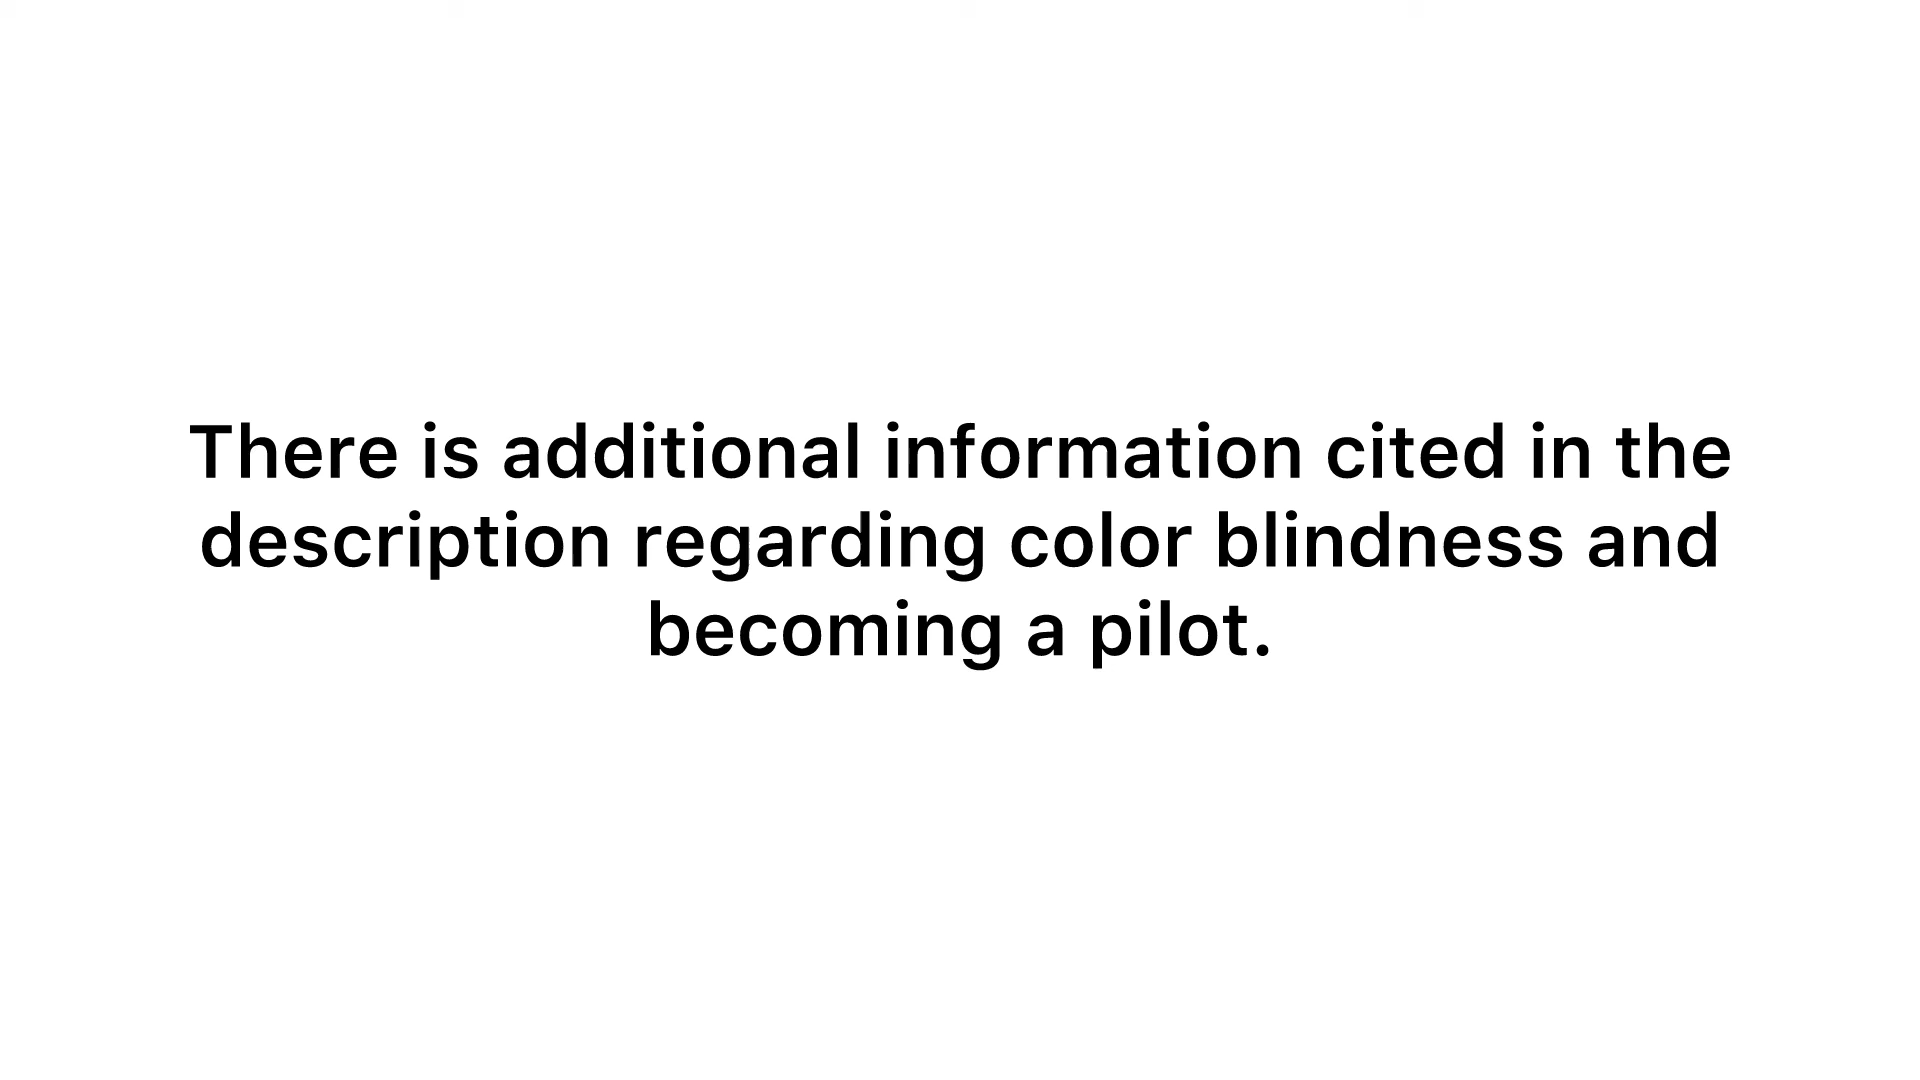 There is additional information cited in the
description regarding color blindness and
becoming a pilot.